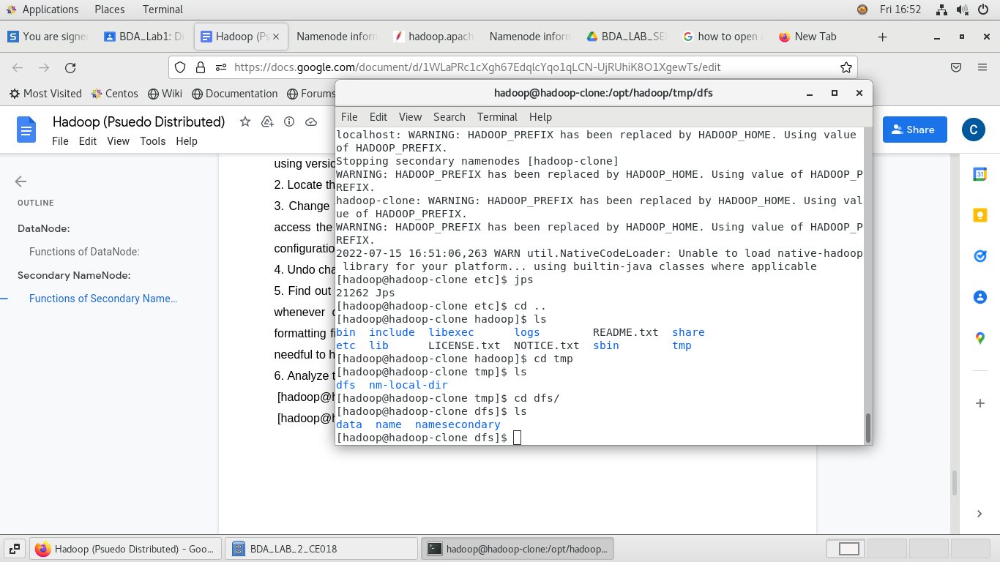 Applications Places Terminal Fri 16:52
You are signe BDA_Lab1: Di Hadoop (Ps Namenode inform hadoop.apach Namenode inform BDA_LAB_SE how to open a New Tab
https://docs.google.com/document/d/1WLaPRc1cXgh67EdqlcYqo1qLCN-UjRUhiK8O1XgewTs/edit
Most Visited Centos Wiki Documentation Forums
hadoop@hadoop-clone:/opt/hadoop/tmp/dfs
File Edit View Search Terminal Help
Hadoop (Psuedo Distributed)
File Edit View Tools Help
Share
C
OUTLINE
DataNode:
Functions of DataNode:
Secondary NameNode:
Functions of Secondary Name…
using versio
2. Locate th
3. Change
access the
configuration
4. Undo cha
5. Find out
whenever
formatting fi
needful to h
6. Analyze t
[hadoop@h
[hadoop@h
localhost: WARNING: HADOOP_PREFIX has been replaced by HADOOP_HOME. Using value
of HADOOP_PREFIX.
Stopping secondary namenodes [hadoop-clone]
WARNING: HADOOP_PREFIX has been replaced by HADOOP_HOME. Using value of HADOOP_P
REFIX.
hadoop-clone: WARNING: HADOOP_PREFIX has been replaced by HADOOP_HOME. Using val
ue of HADOOP_PREFIX.
WARNING: HADOOP_PREFIX has been replaced by HADOOP_HOME. Using value of HADOOP_P
REFIX.
2022-07-15 16:51:06,263 WARN util.NativeCodeLoader: Unable to load native-hadoop
library for your platform... using builtin-java classes where applicable
[hadoop@hadoop-clone etc]$ jps
21262 Jps
[hadoop@hadoop-clone etc]$ cd ..
[hadoop@hadoop-clone hadoop]$ ls
bin include libexec logs README.txt share
etc lib LICENSE.txt NOTICE.txt sbin tmp
[hadoop@hadoop-clone hadoop]$ cd tmp
[hadoop@hadoop-clone tmp]$ ls
dfs nm-local-dir
[hadoop@hadoop-clone tmp]$ cd dfs/
[hadoop@hadoop-clone dfs]$ ls
data name namesecondary
[hadoop@hadoop-clone dfs]$
31
Hadoop (Psuedo Distributed) - Goo... BDA_LAB_2_CE018 hadoop@hadoop-clone:/opt/hadoop...